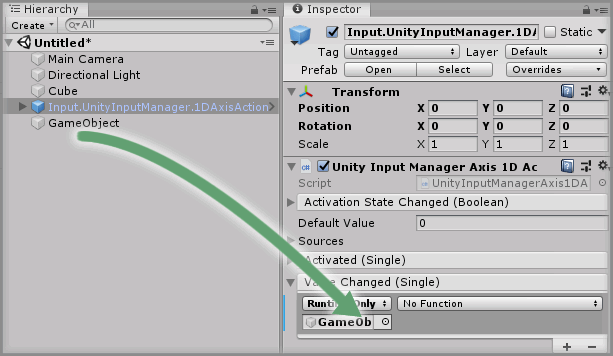 Hierarchy
Create
All
Untitled*
Main Camera
Directional Light
Cube
Input.UnityInputManager.1DAxisAction
GameObject
Inspector
Input.UnityInputManager.1DA
Static
Tag Untagged Layer Default
Prefab Open Select Overrides
Transform
Position X 0 Y 0 Z 0
Rotation X 0 Y 0 Z 0
Scale X 1 Y 1 Z 1
Unity Input Manager Axis 1D Ac
Script UnityInputManagerAxis1DA
Activation State Changed (Boolean)
Default Value 0
Sources
Activated (Single)
Value Changed (Single)
Runtime Only No Function
GameOb